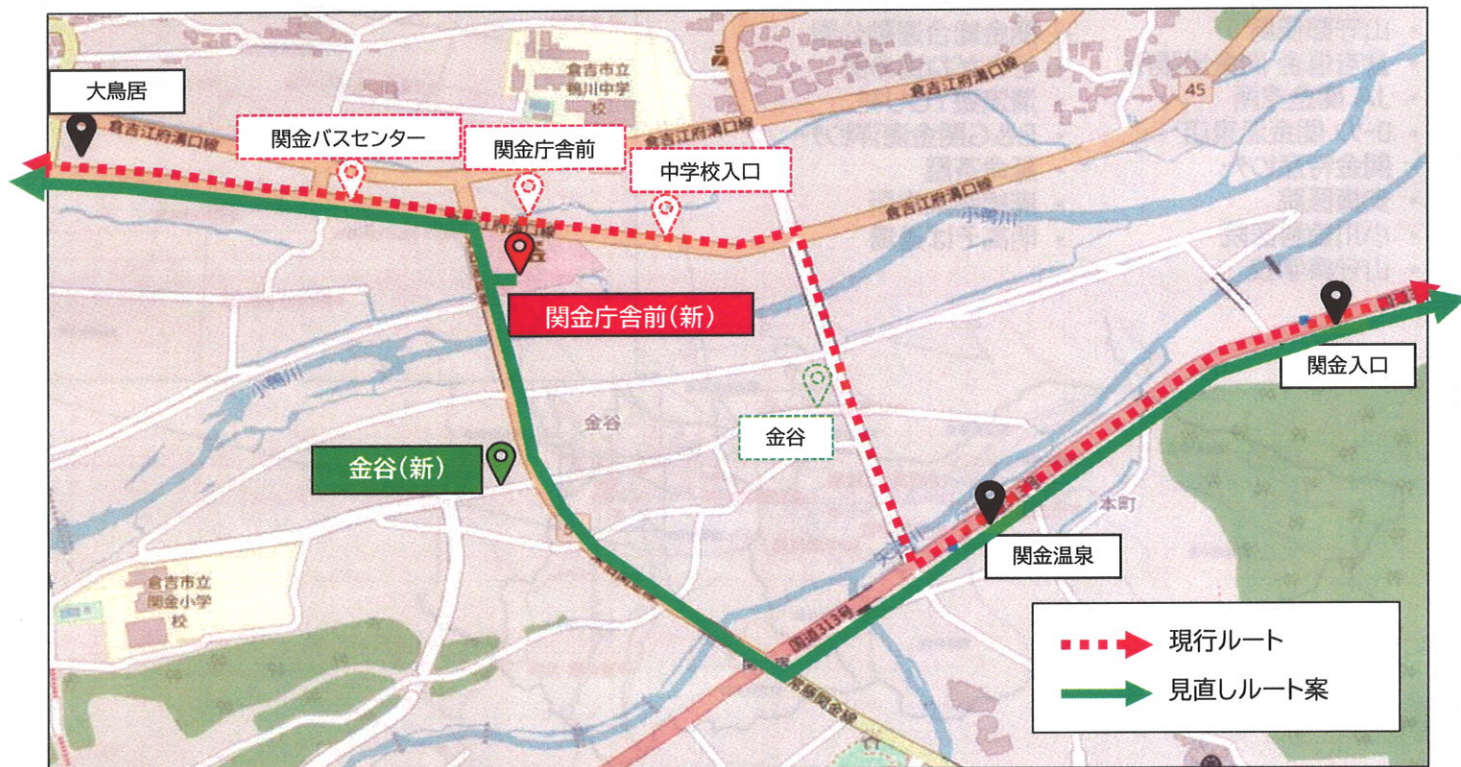 大鳥居
倉吉江府溝口線
関金バスセンター
倉吉市立
鴨川中学
校
関金庁舎前
倉吉江府溝口線
中学校入口
45
倉吉江府溝口線
小鴨川
江府溝口線
関金庁舎前(新)
関金入口
小鴨川
金谷
金谷
金谷(新)
本町
関金温泉
倉吉市立
関金小学
校
国道313号
現行ルート
見直しルート案